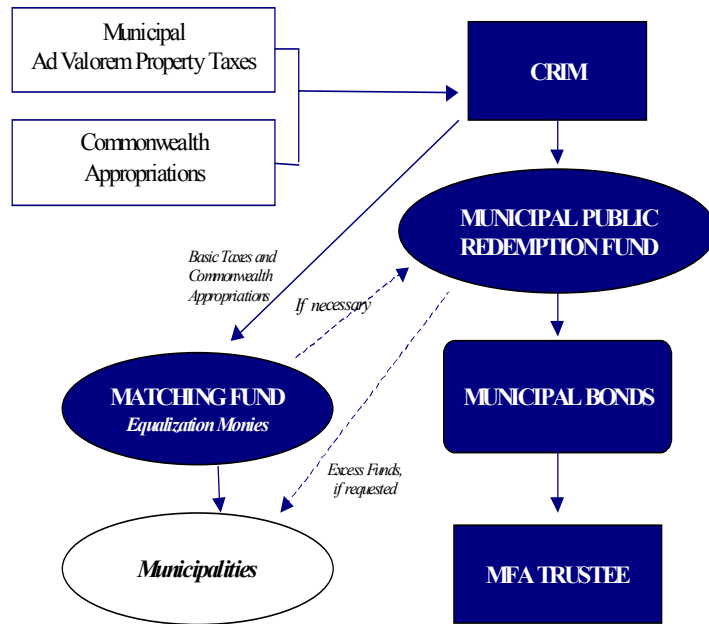 Municipal
Ad Valorem Property Taxes
CRIM
Commonwealth
Appropriations
MUNICIPAL PUBLIC
REDEMPTION FUND
Basic Taxes and
Commonwealth
Appropriations
If necessary
MATCHING FUND
Equalization Monies
MUNICIPAL BONDS
Excess Funds,
if requested
Municipalities
MFA TRUSTEE